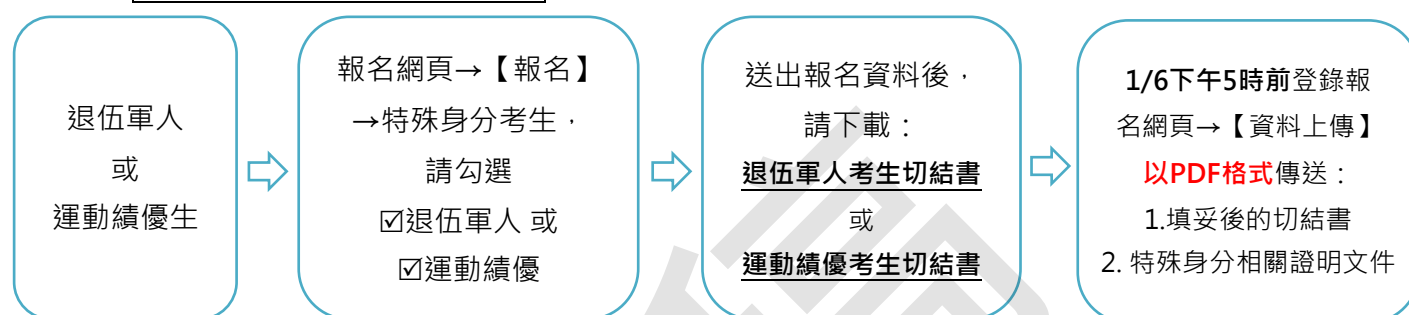 退伍軍人
或
運動績優生
報名網頁→【報名】
→特殊身分考生，
請勾選
☑退伍軍人 或
☑運動績優
送出報名資料後，
請下載：
退伍軍人考生切結書
或
運動績優考生切結書
1/6下午5時前登錄報
名網頁→【資料上傳】
以PDF格式傳送：
1.填妥後的切結書
2. 特殊身分相關證明文件